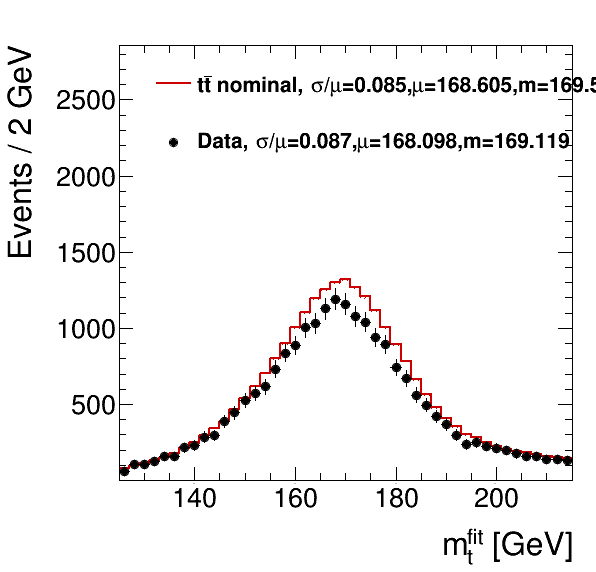 Events / 2 GeV
2500
2000
1500
1000
500
tt̄ nominal, σ/μ=0.085,μ=168.605,m=169.5
Data, σ/μ=0.087,μ=168.098,m=169.119
140 160 180 200
m_t^fit [GeV]